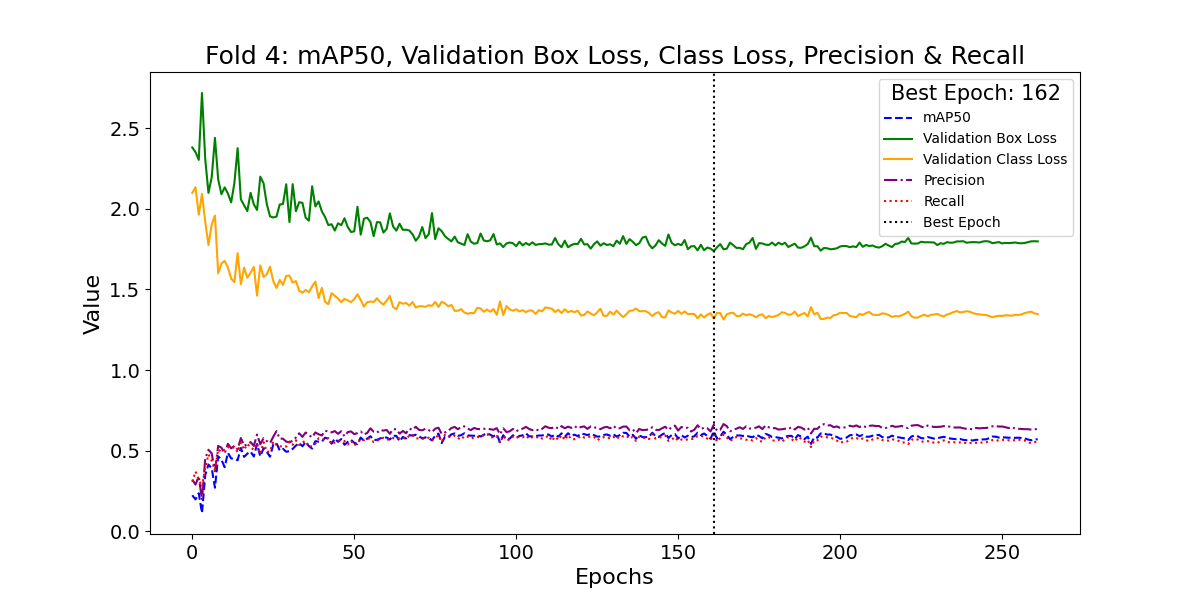 Fold 4: mAP50, Validation Box Loss, Class Loss, Precision & Recall
Best Epoch: 162
mAP50
Validation Box Loss
Validation Class Loss
Precision
Recall
Best Epoch
Value
2.5
2.0
1.5
1.0
0.5
0.0
0
50
100
150
200
250
Epochs